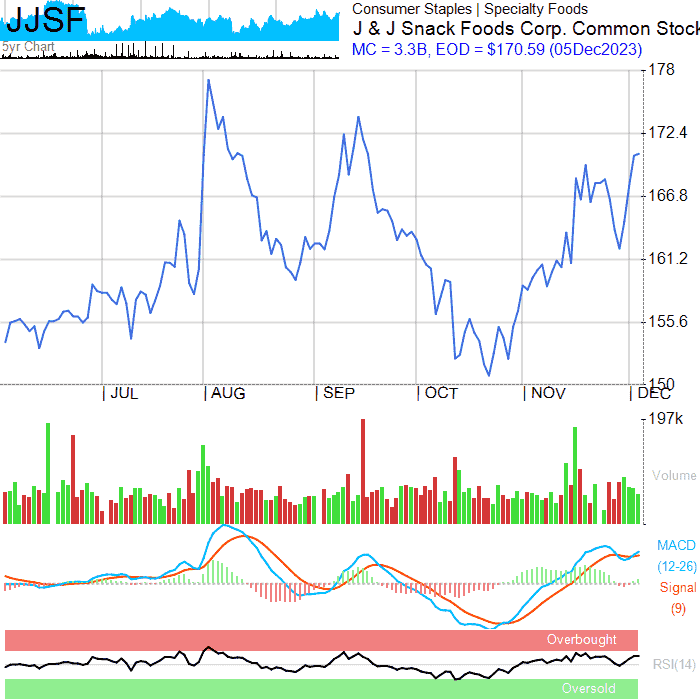 JJSF
5yr Chart
Consumer Staples | Specialty Foods
J & J Snack Foods Corp. Common Stock
MC = 3.3B, EOD = $170.59 (05Dec2023)
178
172.4
166.8
161.2
155.6
150
| JUL | AUG | SEP | OCT | NOV | DEC
197k
Volume
MACD
(12-26)
Signal
(9)
Overbought
RSI(14)
Oversold